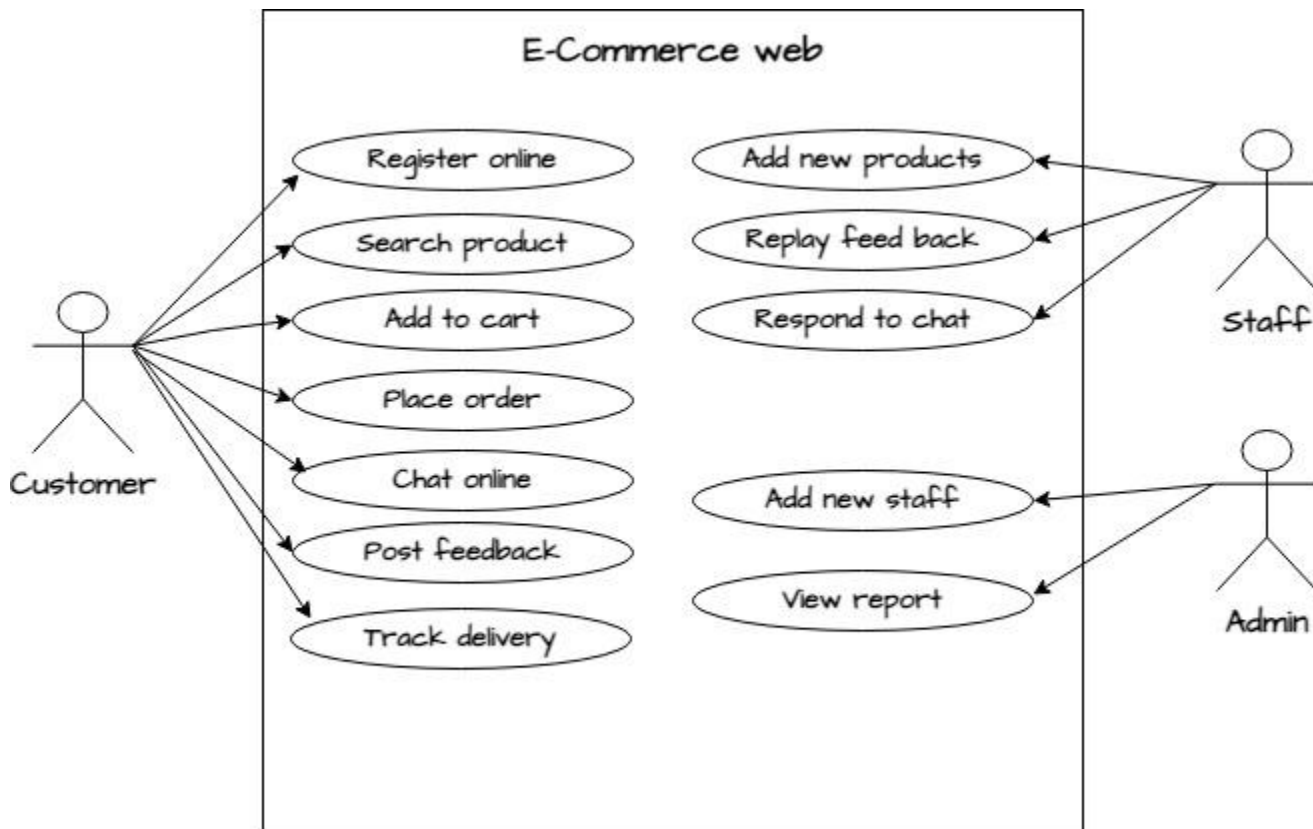 E-Commerce web
Register online
Search product
Add to cart
Place order
Chat online
Post feedback
Track delivery
Customer
Add new products
Replay feed back
Respond to chat
Staff
Add new staff
View report
Admin